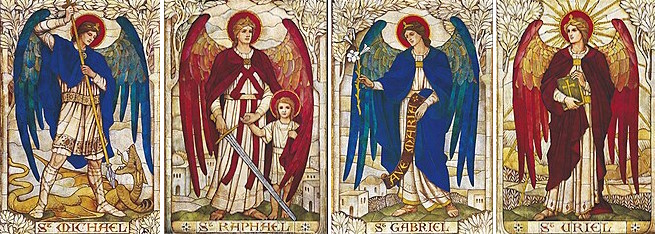 Sᵗ MICHAEL
Sᵗ RAPHAEL
AVE MARIA
Sᵗ GABRIEL
Sᵗ URIEL